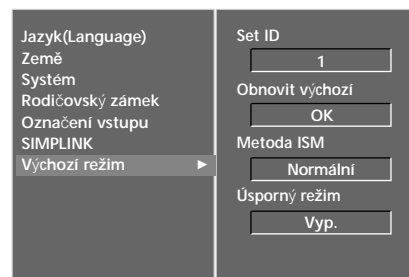 Jazyk(Language)
Země
Systém
Rodičovský zámek
Označení vstupu
SIMPLINK
Výchozí režim ►
Set ID
1
Obnovit výchozí
OK
Metoda ISM
Normální
Úsporný režim
Vyp.